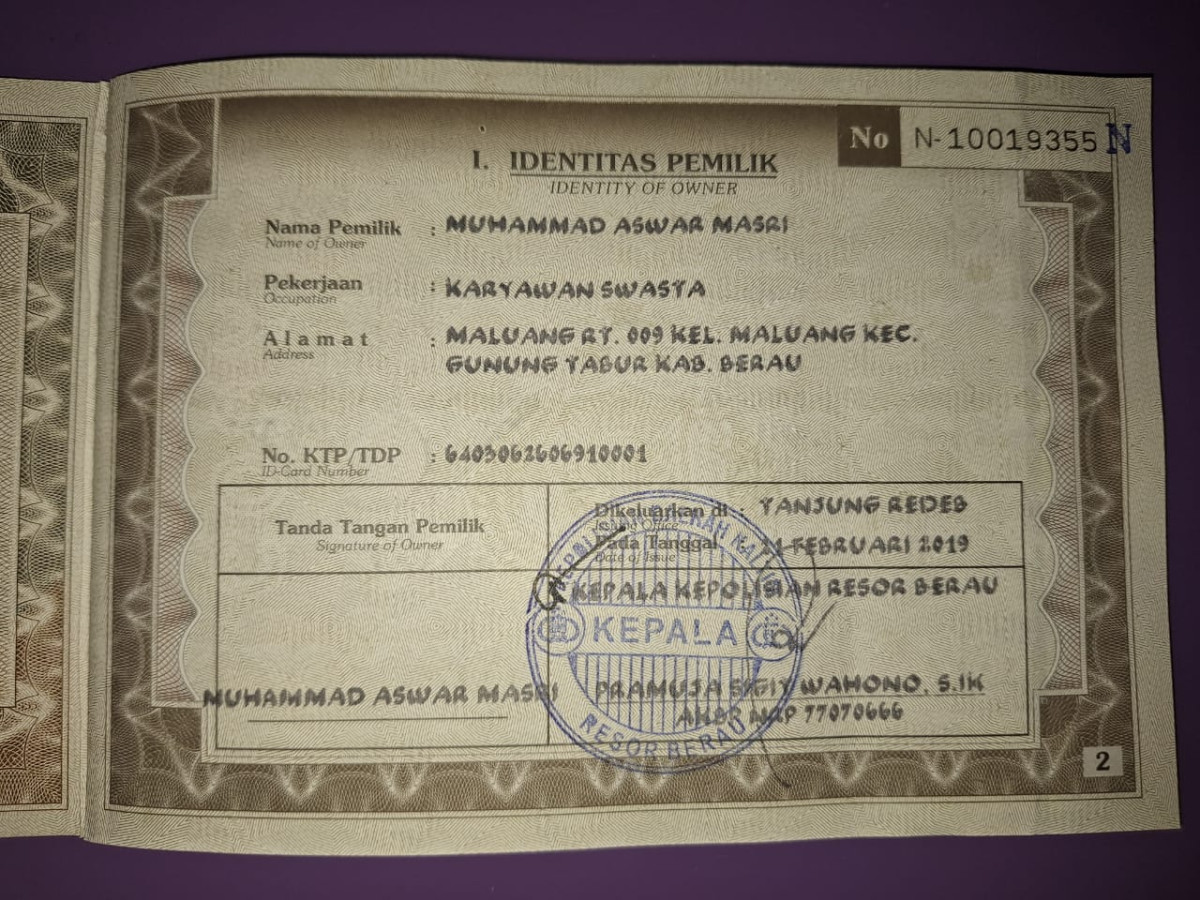 No N-10019355 N
I. IDENTITAS PEMILIK
IDENTITY OF OWNER
Nama Pemilik : MUHAMMAD ASWAR MASRI
Name of Owner
Pekerjaan : KARYAWAN SWASTA
Occupation
Alamat : MALUANG RT. 009 KEL. MALUANG KEC.
Address GUNUNG TABUR KAB. BERAU
No. KTP/TDP : 6403062606910001
ID-Card Number
Tanda Tangan Pemilik
Signature of Owner
Dikeluarkan di : TANJUNG REDEB
Issuing Office
Pada Tanggal FEBRUARI 2019
Date of Issue
KEPALA KEPOLISIAN RESOR BERAU
KEPALA
RESOR BERAU
MUHAMMAD ASWAR MASRI
PRAMUJA SIGIT WAHONO, S.IK
AKBP NRP 77070666
2